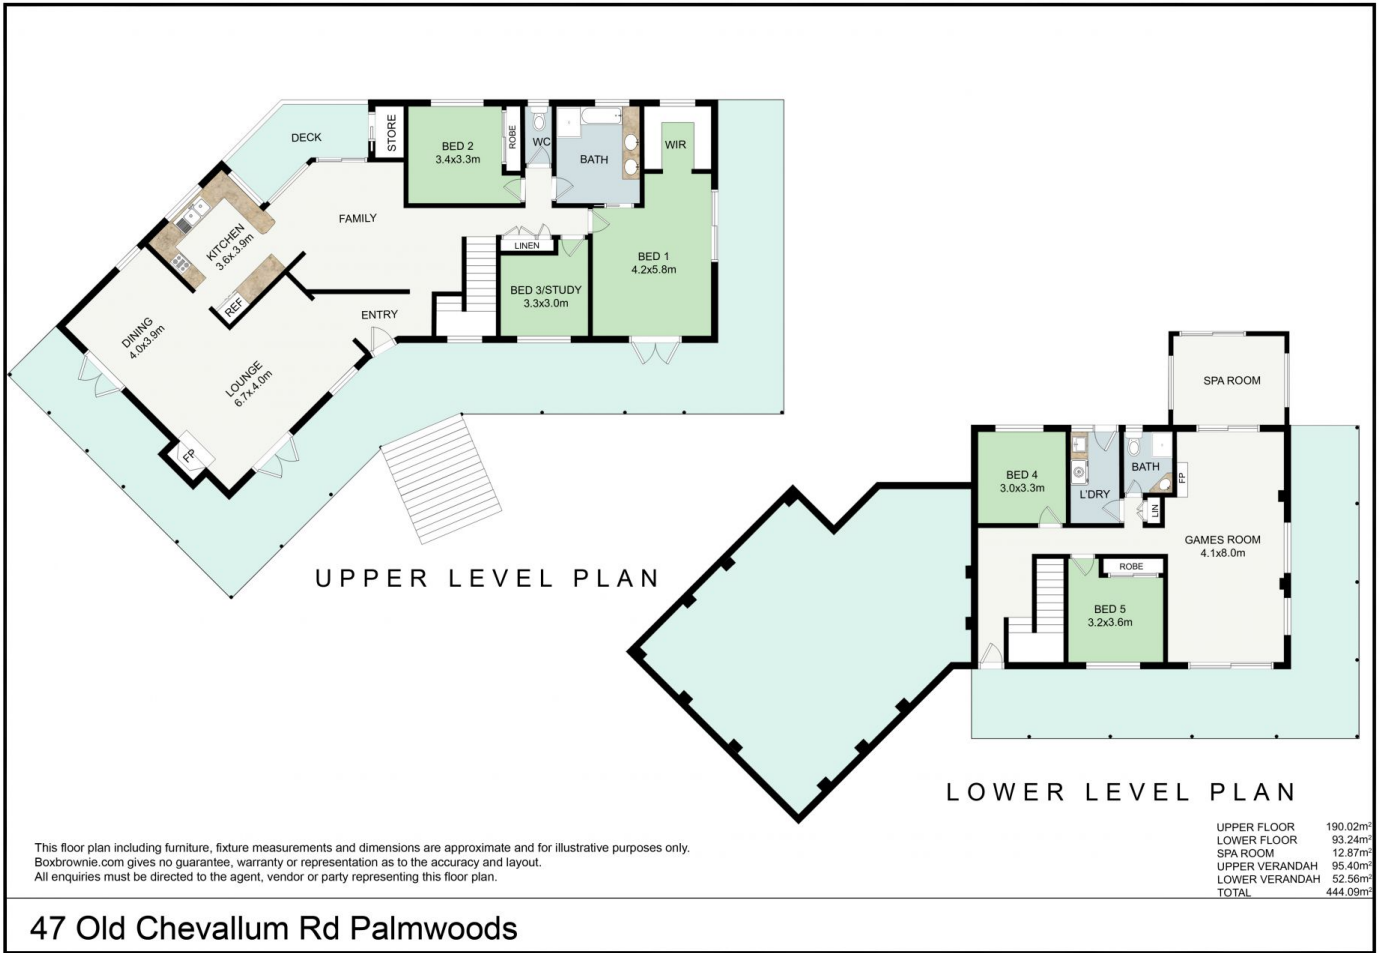 DECK
STORE
BED 2
3.4x3.3m
ROBE
WC
BATH
WIR
FAMILY
KITCHEN
3.6x3.9m
LINEN
BED 1
4.2x5.8m
BED 3/STUDY
3.3x3.0m
REF
ENTRY
DINING
4.0x3.9m
LOUNGE
6.7x4.0m
FP
UPPER LEVEL PLAN
SPA ROOM
BED 4
3.0x3.3m
L'DRY
BATH
FP
LIN
GAMES ROOM
4.1x8.0m
ROBE
BED 5
3.2x3.6m
LOWER LEVEL PLAN
UPPER FLOOR 190.02m²
LOWER FLOOR 93.24m²
SPA ROOM 12.87m²
UPPER VERANDAH 95.40m²
LOWER VERANDAH 52.56m²
TOTAL 444.09m²
This floor plan including furniture, fixture measurements and dimensions are approximate and for illustrative purposes only.
Boxbrownie.com gives no guarantee, warranty or representation as to the accuracy and layout.
All enquiries must be directed to the agent, vendor or party representing this floor plan.
47 Old Chevallum Rd Palmwoods